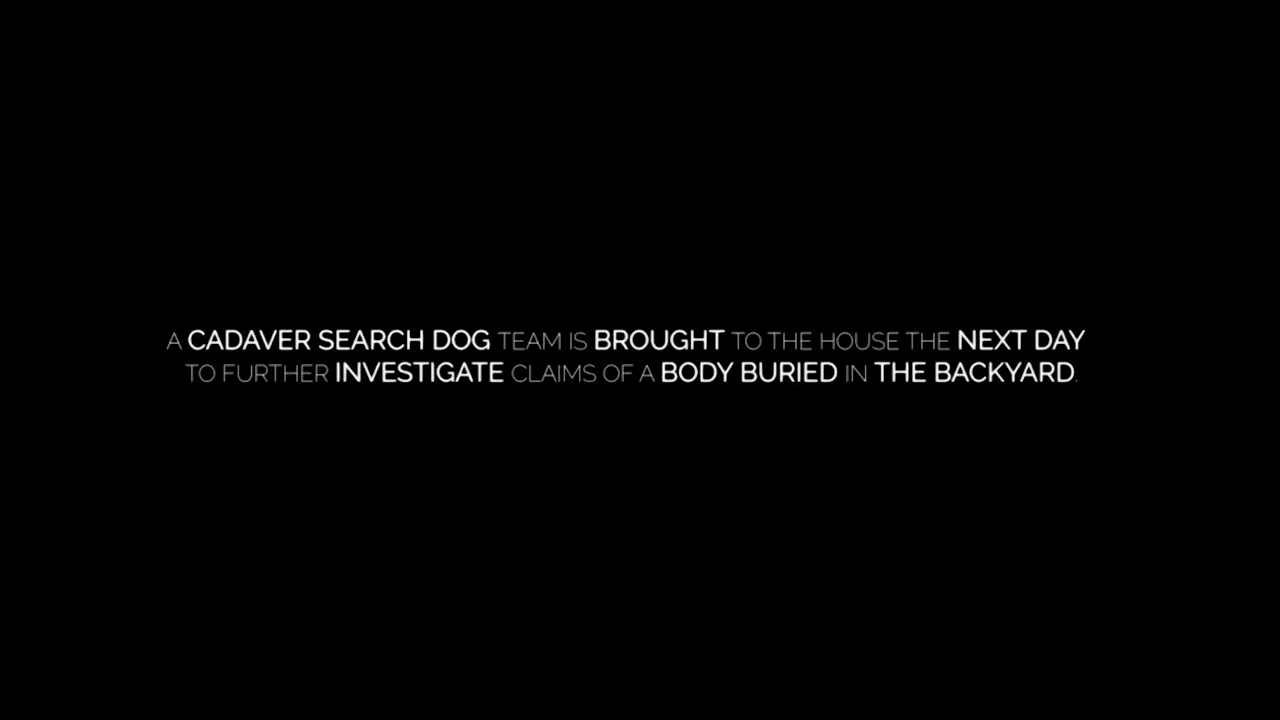 A CADAVER SEARCH DOG TEAM IS BROUGHT TO THE HOUSE THE NEXT DAY
TO FURTHER INVESTIGATE CLAIMS OF A BODY BURIED IN THE BACKYARD.